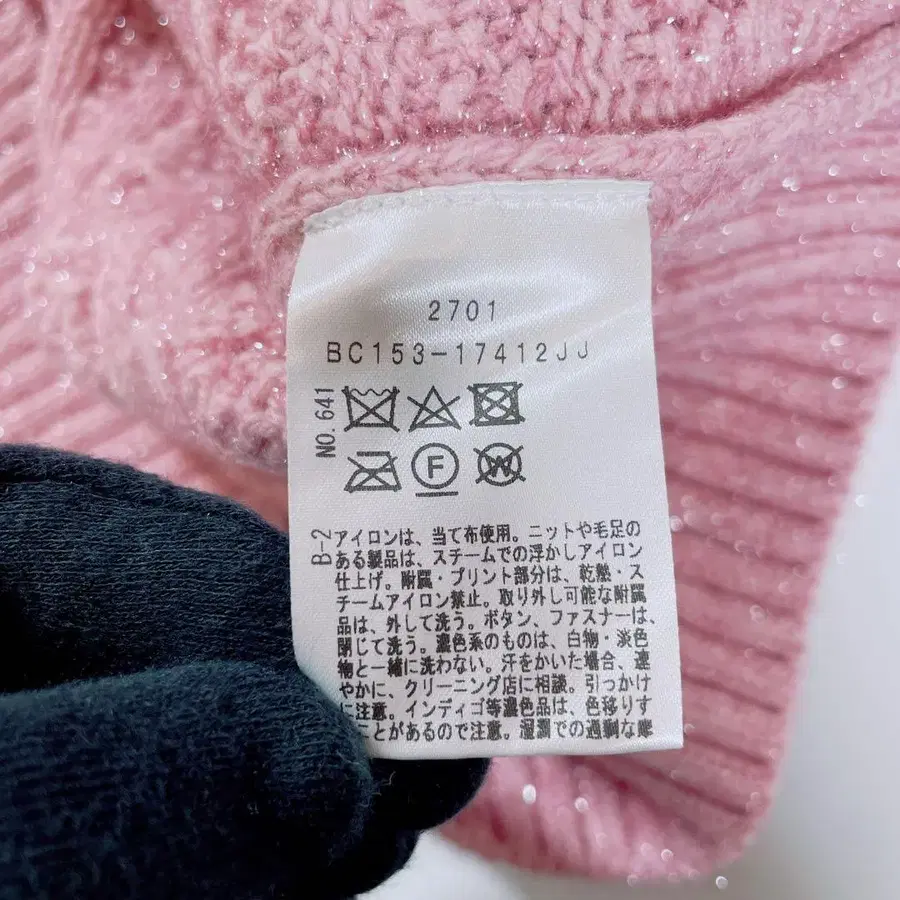 2701
BC153-17412JJ
NO. 641
F
W
B-2
アイロンは、当て布使用。ニットや毛足の
ある製品は、スチームでの浮かしアイロン
仕上げ。附属・プリント部分は、乾熱・ス
チームアイロン禁止。取り外し可能な附属
品は、外して洗う。ボタン、ファスナーは、
閉じて洗う。濃色系のものは、白物・淡色
物と一緒に洗わない。汗をかいた場合、速
やかに、クリーニング店に相談。引っかけ
に注意。インディゴ等濃色品は、色移りす
ことがあるので注意。湿潤での過剰な摩